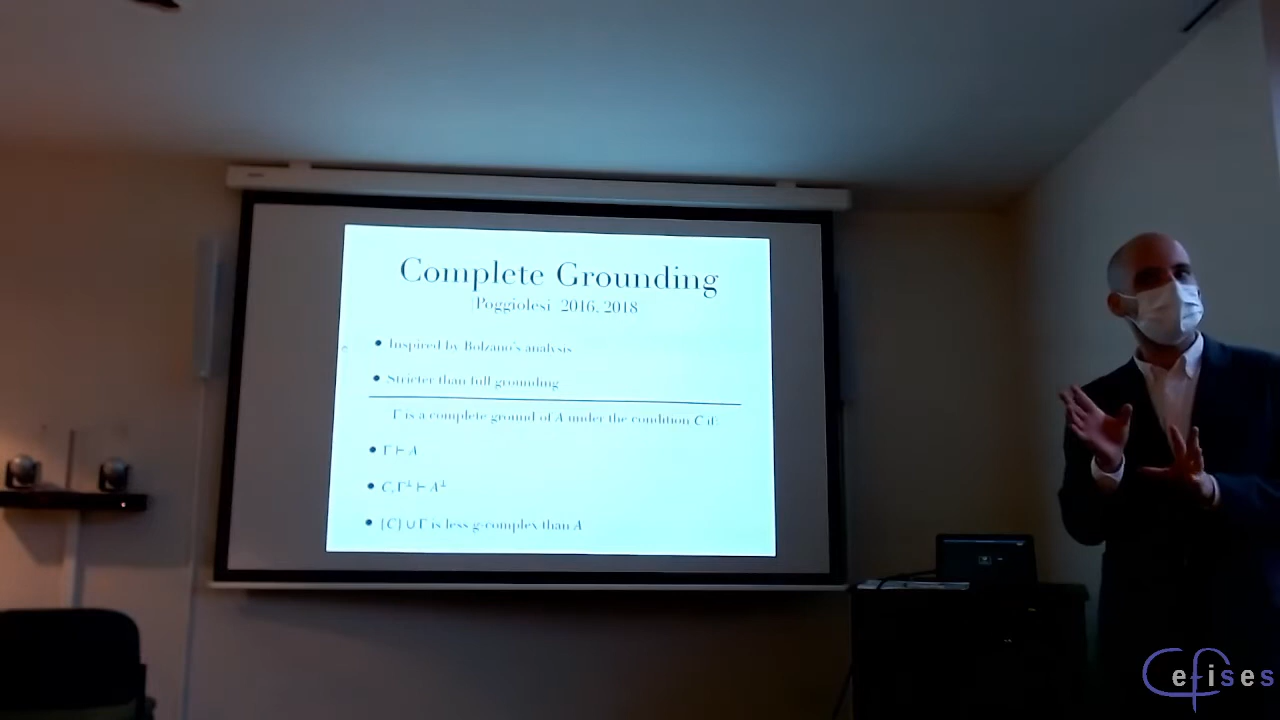 Complete Grounding
(Poggiolesi 2016, 2018
• Inspired by Bolzano's analysis
• Stricter than full grounding
Γ is a complete ground of A under the condition C if:
• Γ ⊢ A
• C, Γ⊥ ⊢ A⊥
• {C} ∪ Γ is less g-complex than A
Cefises